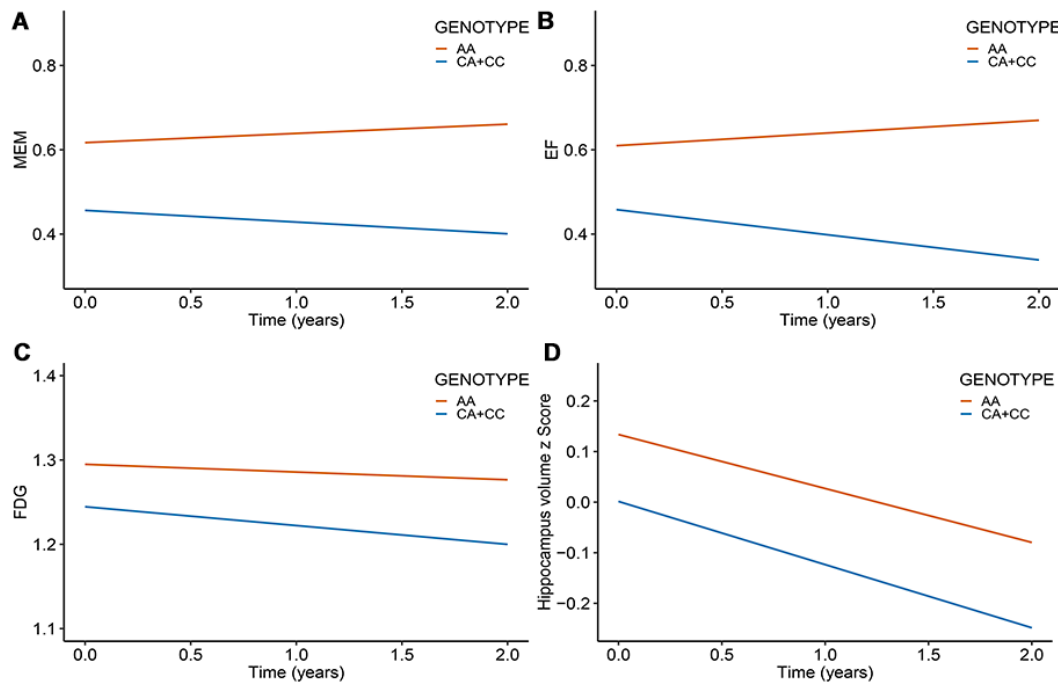 A
GENOTYPE
AA
CA+CC
0.8
0.6
0.4
MEM
0.0 0.5 1.0 1.5 2.0
Time (years)
B
GENOTYPE
AA
CA+CC
0.8
0.6
0.4
EF
0.0 0.5 1.0 1.5 2.0
Time (years)
C
GENOTYPE
AA
CA+CC
1.4
1.3
1.2
1.1
FDG
0.0 0.5 1.0 1.5 2.0
Time (years)
D
GENOTYPE
AA
CA+CC
0.2
0.1
0.0
−0.1
−0.2
Hippocampus volume z Score
0.0 0.5 1.0 1.5 2.0
Time (years)